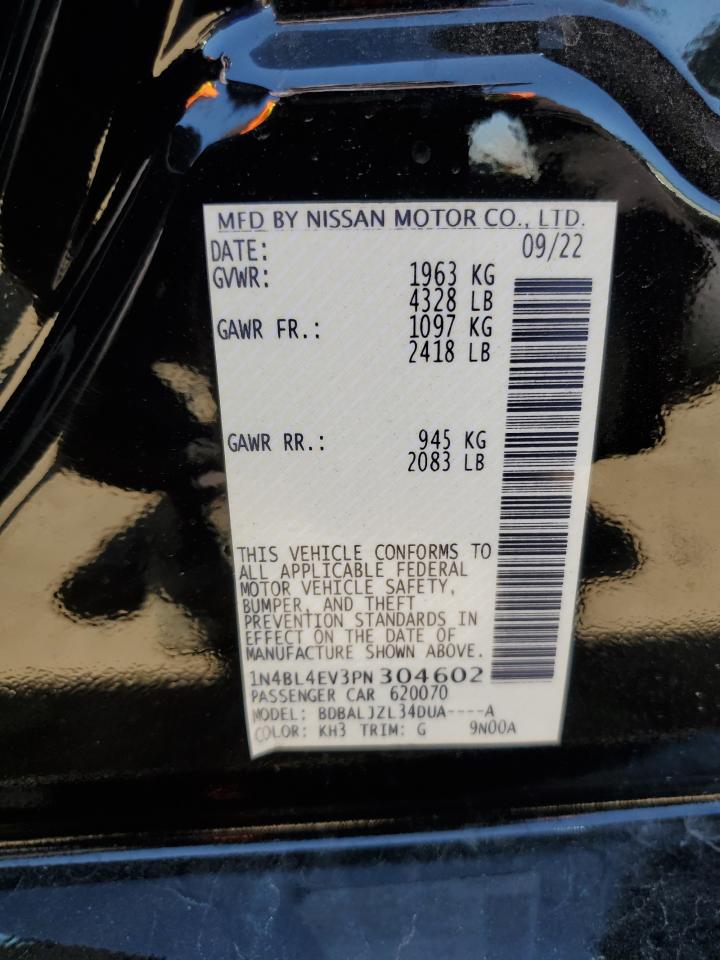 MFD BY NISSAN MOTOR CO., LTD.
DATE: 09/22
GVWR: 1963 KG
4328 LB
GAWR FR.: 1097 KG
2418 LB
GAWR RR.: 945 KG
2083 LB
THIS VEHICLE CONFORMS TO
ALL APPLICABLE FEDERAL
MOTOR VEHICLE SAFETY,
BUMPER, AND THEFT
PREVENTION STANDARDS IN
EFFECT ON THE DATE OF
MANUFACTURE SHOWN ABOVE.
1N4BL4EV3PN304602
PASSENGER CAR 620070
MODEL: BDBALJZL34DUA----A
COLOR: KH3 TRIM: G 9N00A